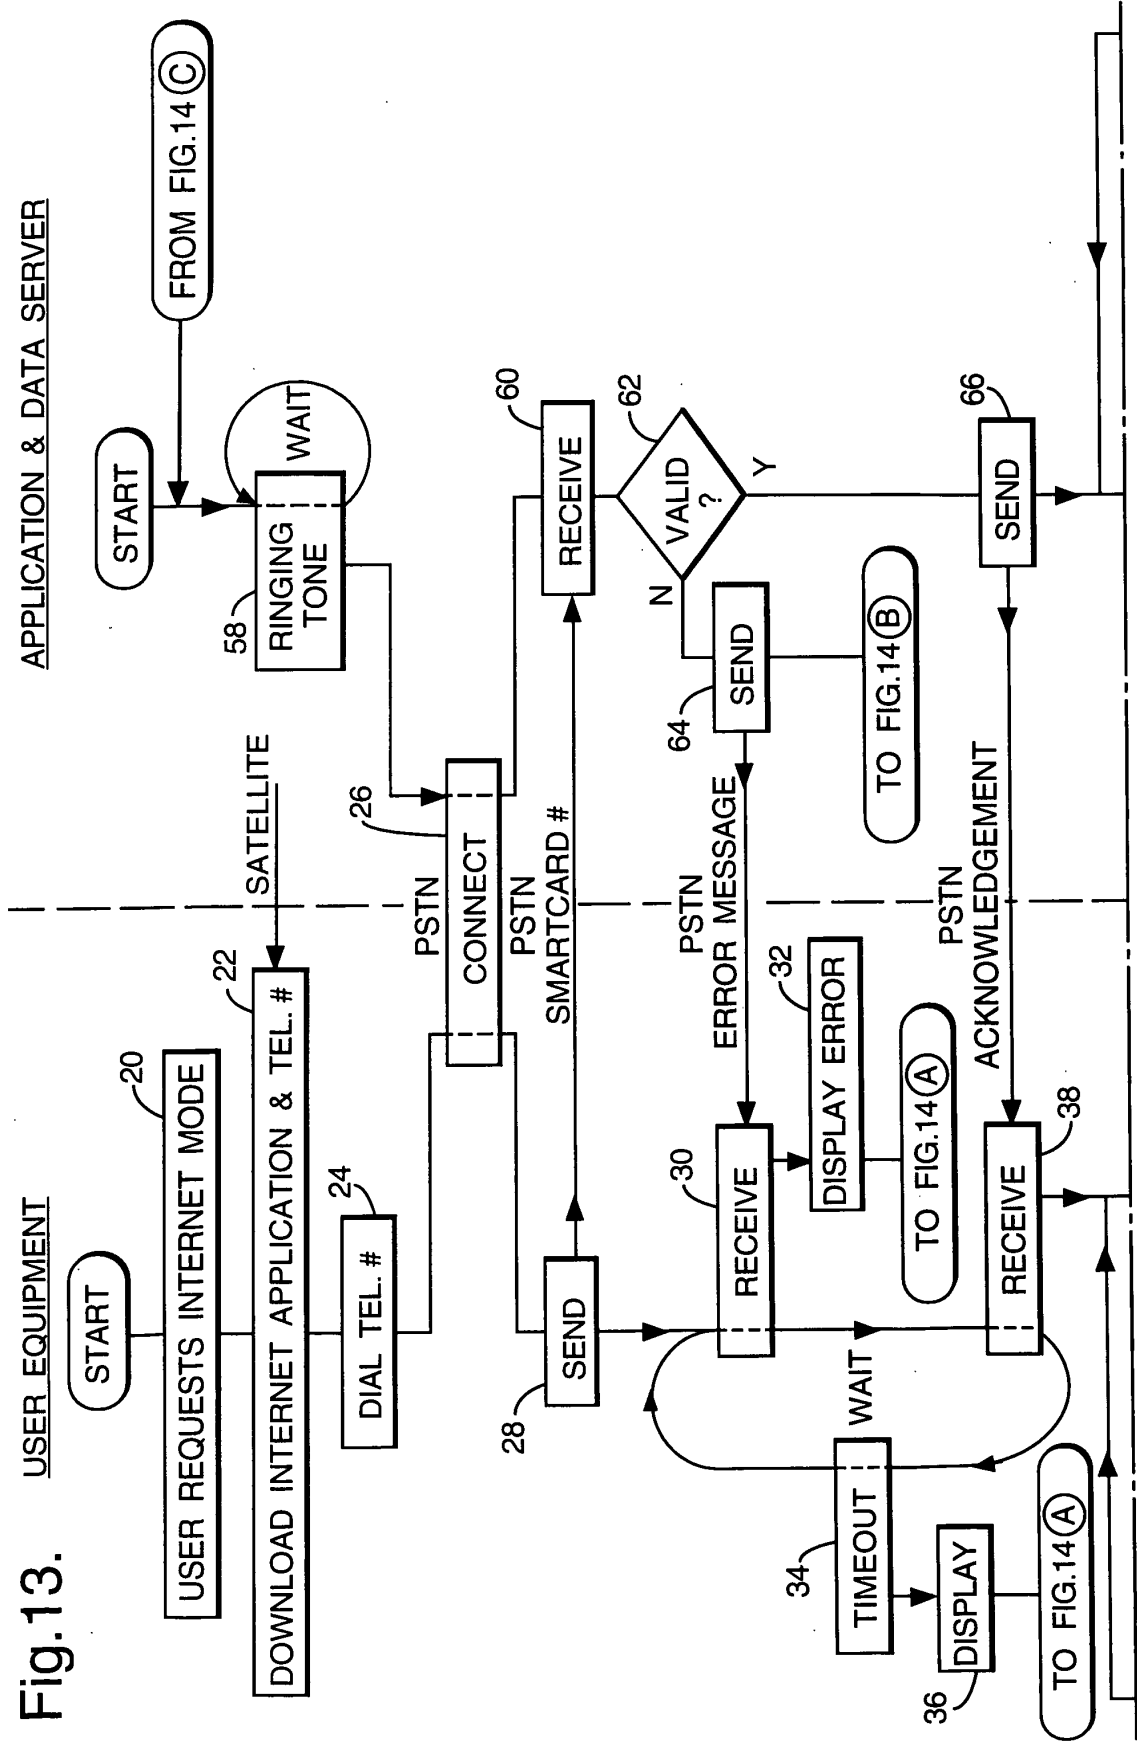 Fig.13.
USER EQUIPMENT
APPLICATION & DATA SERVER
START
START
FROM FIG.14 C
20
USER REQUESTS INTERNET MODE
22
SATELLITE
DOWNLOAD INTERNET APPLICATION & TEL. #
58
RINGING
TONE
WAIT
24
DIAL TEL. #
PSTN
26
CONNECT
PSTN
SMARTCARD #
28
SEND
60
RECEIVE
62
VALID
?
N
Y
64
SEND
PSTN
ERROR MESSAGE
30
RECEIVE
32
DISPLAY ERROR
TO FIG.14 A
TO FIG.14 B
WAIT
34
TIMEOUT
36
DISPLAY
TO FIG.14 A
66
SEND
PSTN
ACKNOWLEDGEMENT
38
RECEIVE